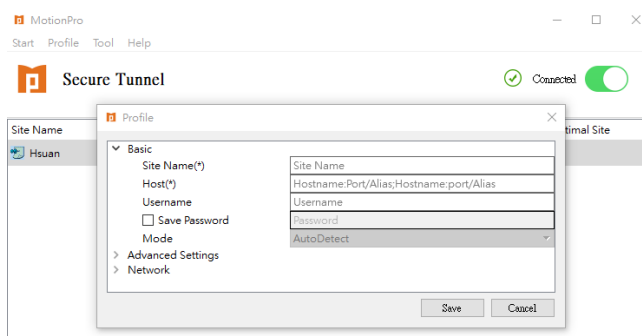 MotionPro
Start Profile Tool Help
Secure Tunnel
Connected
Site Name
timal Site
Hsuan
Profile
Basic
Site Name(*) Site Name
Host(*) Hostname:Port/Alias;Hostname:port/Alias
Username Username
Save Password Password
Mode AutoDetect
Advanced Settings
Network
Save Cancel